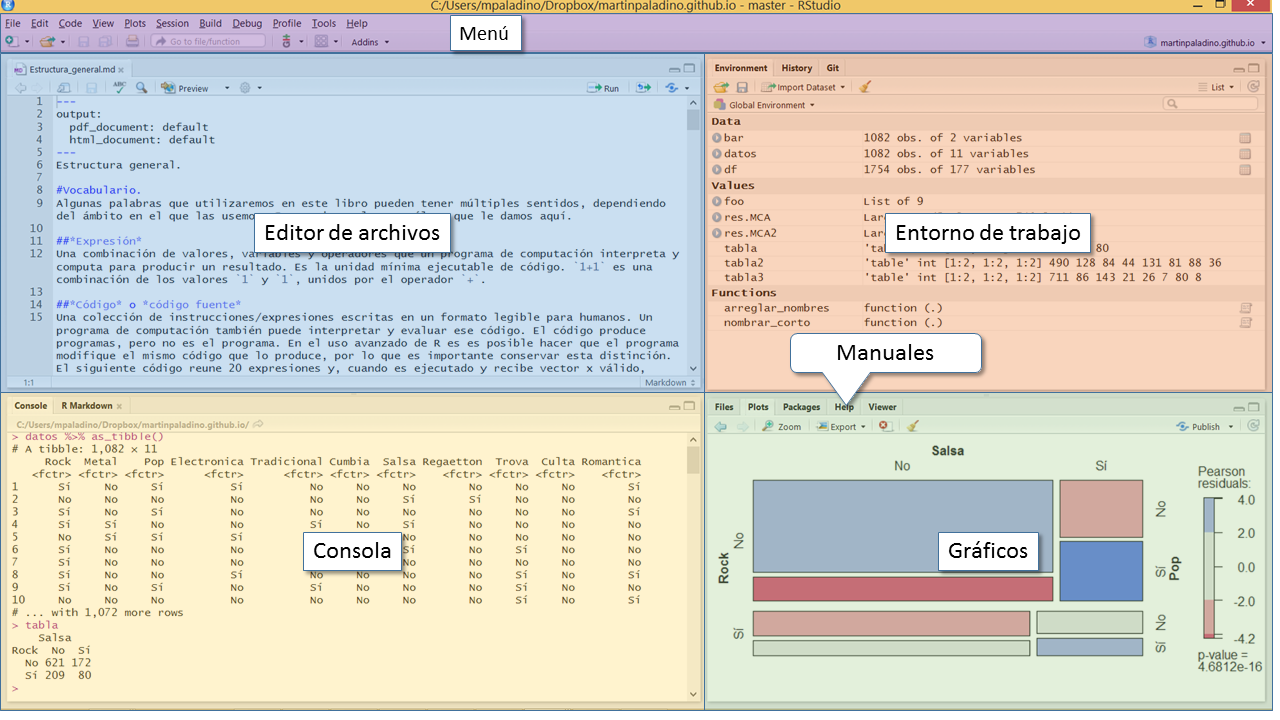 C:/Users/mpaladino/Dropbox/martinpaladino.github.io - master - RStudio
File Edit Code View Plots Session Build Debug Profile Tools Help
Go to file/function Addins martinpaladino.github.io
Menú
Estructura_general.md
Preview Run
1 ---
2 output:
3 pdf_document: default
4 html_document: default
5 ---
6 Estructura general.
7
8 #Vocabulario.
9 Algunas palabras que utilizaremos en este libro pueden tener múltiples sentidos, dependiendo
del ámbito en el que las usemos que le damos aquí.
10
11 ##*Expresión*
12 Una combinación de valores, variables y operadores que un programa de computación interpreta y
computa para producir un resultado. Es la unidad mínima ejecutable de código. `1+1` es una
combinación de los valores `1` y `1`, unidos por el operador `+`.
13
14 ##*Código* o *código fuente*
15 Una colección de instrucciones/expresiones escritas en un formato legible para humanos. Un
programa de computación también puede interpretar y evaluar ese código. El código produce
programas, pero no es el programa. En el uso avanzado de R es es posible hacer que el programa
modifique el mismo código que lo produce, por lo que es importante conservar esta distinción.
El siguiente código reune 20 expresiones y, cuando es ejecutado y recibe vector x válido,
1:1 Markdown
Editor de archivos
Environment History Git
Import Dataset List
Global Environment
Data
bar 1082 obs. of 2 variables
datos 1082 obs. of 11 variables
df 1754 obs. of 177 variables
Values
foo List of 9
res.MCA
res.MCA2
tabla 80
tabla2 'table' int [1:2, 1:2, 1:2] 490 128 84 44 131 81 88 36
tabla3 'table' int [1:2, 1:2, 1:2] 711 86 143 21 26 7 80 8
Functions
arreglar_nombres function (.)
nombrar_corto function (.)
Entorno de trabajo
Manuales
Console R Markdown
C:/Users/mpaladino/Dropbox/martinpaladino.github.io/
> datos %>% as_tibble()
# A tibble: 1,082 × 11
Rock Metal Pop Electronica Tradicional Cumbia Salsa Regaetton Trova Culta Romantica
<fctr> <fctr> <fctr> <fctr> <fctr> <fctr> <fctr> <fctr> <fctr> <fctr> <fctr>
1 Sí No Sí Sí No No No No No No Sí
2 No No No No No No Sí Sí No No No
3 Sí No Sí No No No No No No No Sí
4 Sí Sí No No Sí No Sí No No No No
5 No Sí Sí Sí No No No No No No
6 Sí No No No Sí No No No No
7 No No No No No No No No No
8 No No No Sí No No No No Sí No Sí
9 No Sí No No Sí No No No Sí No Sí
10 No No No No No No No No Sí No Sí
# ... with 1,072 more rows
> tabla
Salsa
Rock No Sí
No 621 172
Sí 209 80
>
Consola
Files Plots Packages Help Viewer
Zoom Export Publish
Salsa
No Sí
Rock
No
Sí
Pop
No
Sí
No
Sí
Pearson
residuals:
4.0
2.0
0.0
-2.0
-4.2
p-value =
4.6812e-16
Gráficos